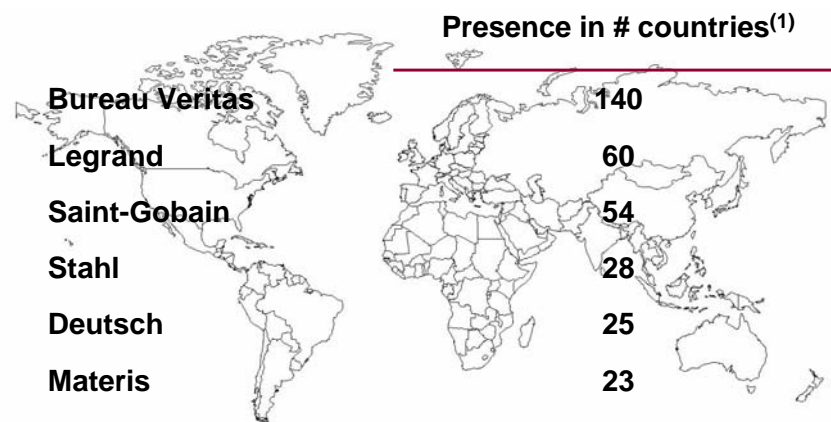 Presence in # countries(1)
Bureau Veritas 140
Legrand 60
Saint-Gobain 54
Stahl 28
Deutsch 25
Materis 23